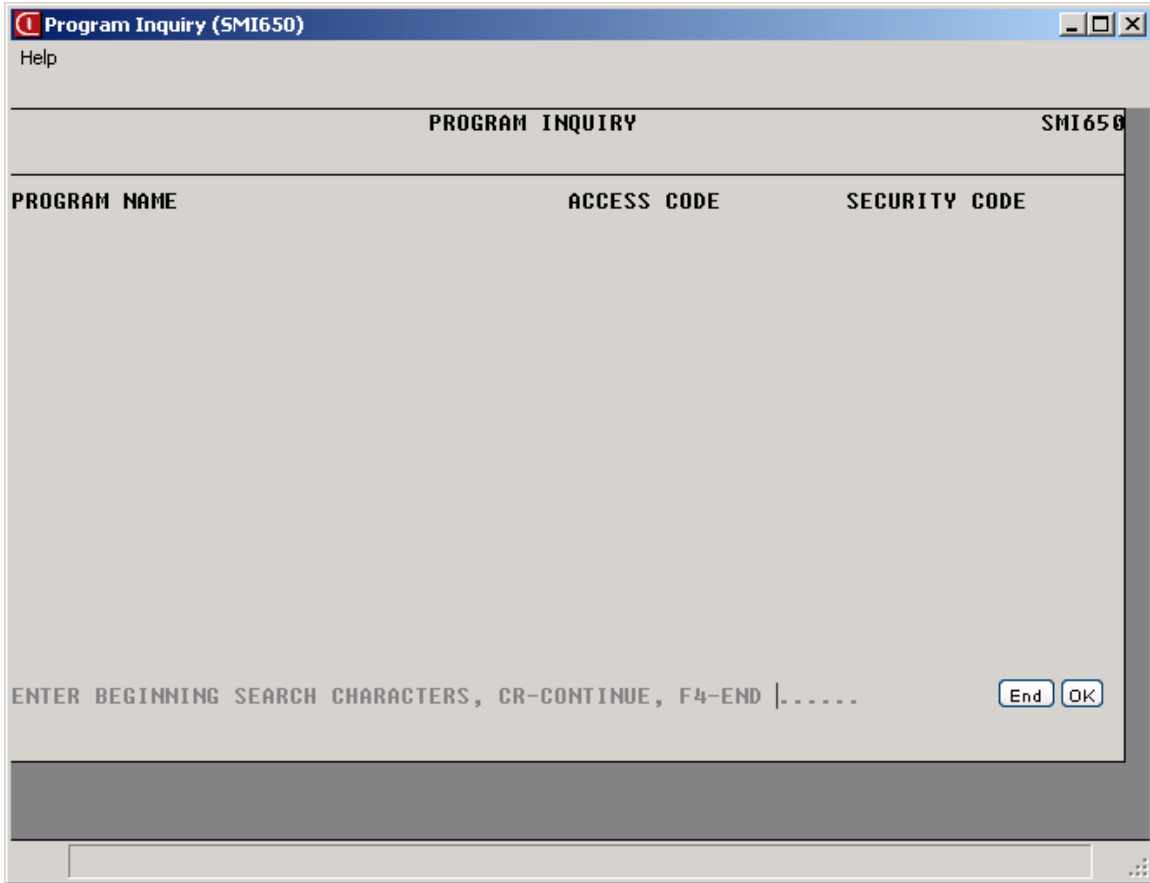 Program Inquiry (SMI650)
Help
PROGRAM INQUIRY SMI650
PROGRAM NAME ACCESS CODE SECURITY CODE
ENTER BEGINNING SEARCH CHARACTERS, CR-CONTINUE, F4-END ...... End OK